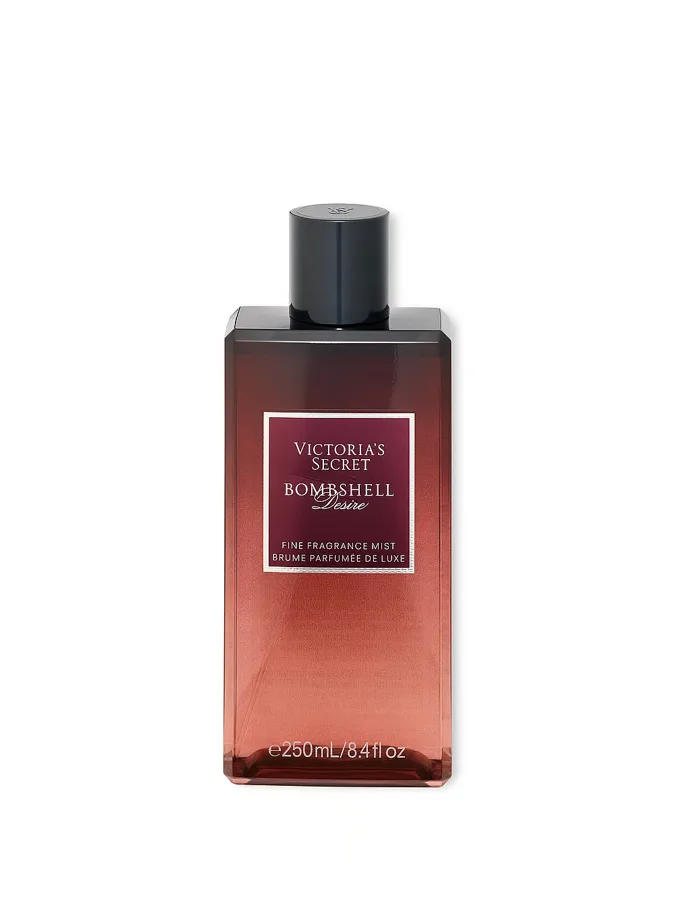 VICTORIA'S
SECRET
BOMBSHELL
Desire
FINE FRAGRANCE MIST
BRUME PARFUMÉE DE LUXE
℮250mL/8.4fl oz